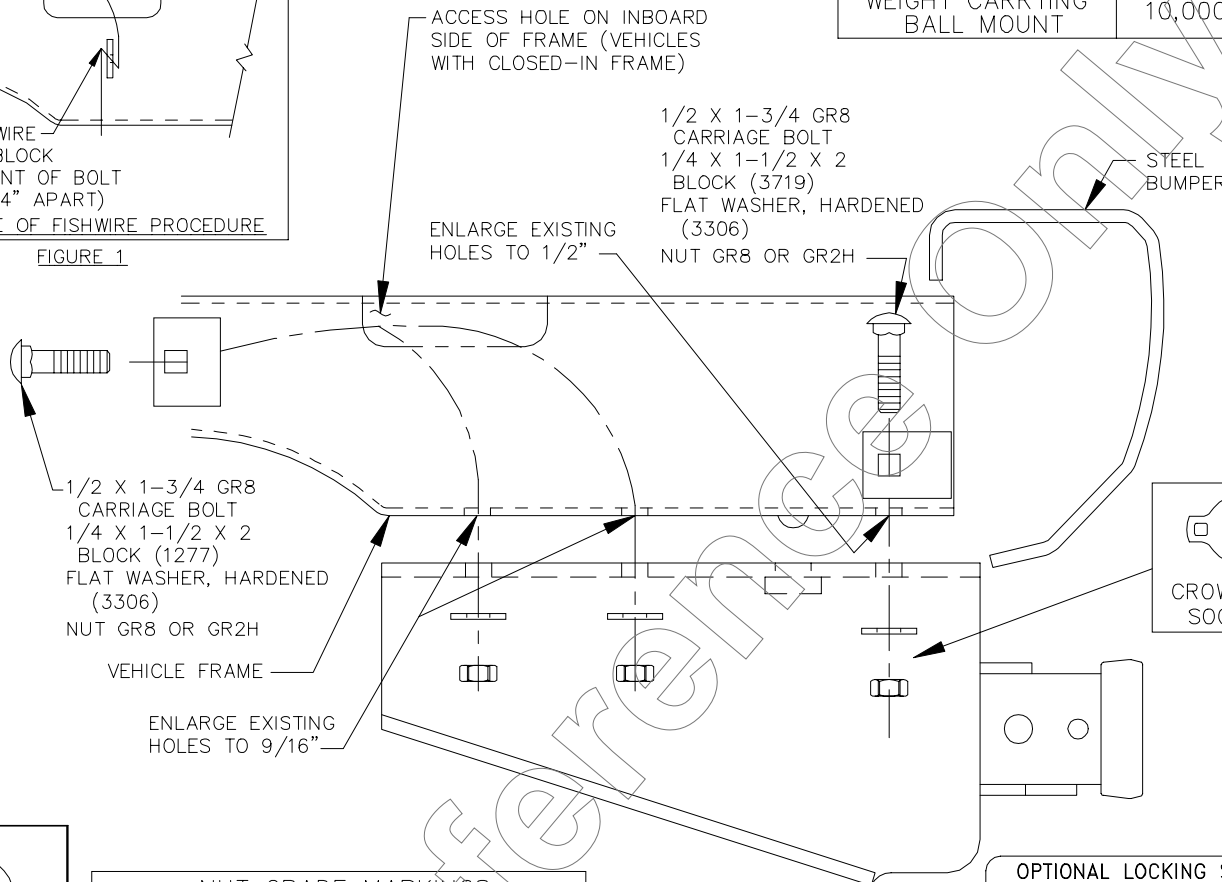 ACCESS HOLE ON INBOARD
SIDE OF FRAME (VEHICLES
WITH CLOSED-IN FRAME)
WEIGHT CARRYING
BALL MOUNT
10,000
WIRE
BLOCK
OF BOLT
4" APART)
OF FISHWIRE PROCEDURE
FIGURE 1
1/2 X 1-3/4 GR8
CARRIAGE BOLT
1/4 X 1-1/2 X 2
BLOCK (3719)
FLAT WASHER, HARDENED
(3306)
NUT GR8 OR GR2H
STEEL
BUMPER
ENLARGE EXISTING
HOLES TO 1/2"
1/2 X 1-3/4 GR8
CARRIAGE BOLT
1/4 X 1-1/2 X 2
BLOCK (1277)
FLAT WASHER, HARDENED
(3306)
NUT GR8 OR GR2H
VEHICLE FRAME
ENLARGE EXISTING
HOLES TO 9/16"
NUT GRADE MARKINGS
OPTIONAL LOCKING
ference Only